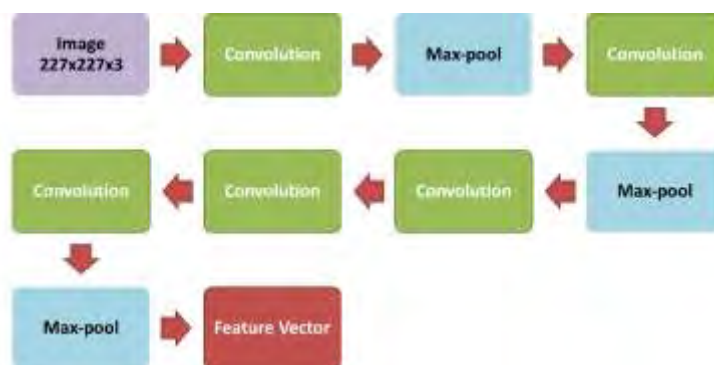 Image
227x227x3
Convolution
Max-pool
Convolution
Max-pool
Convolution
Convolution
Convolution
Max-pool
Feature Vector